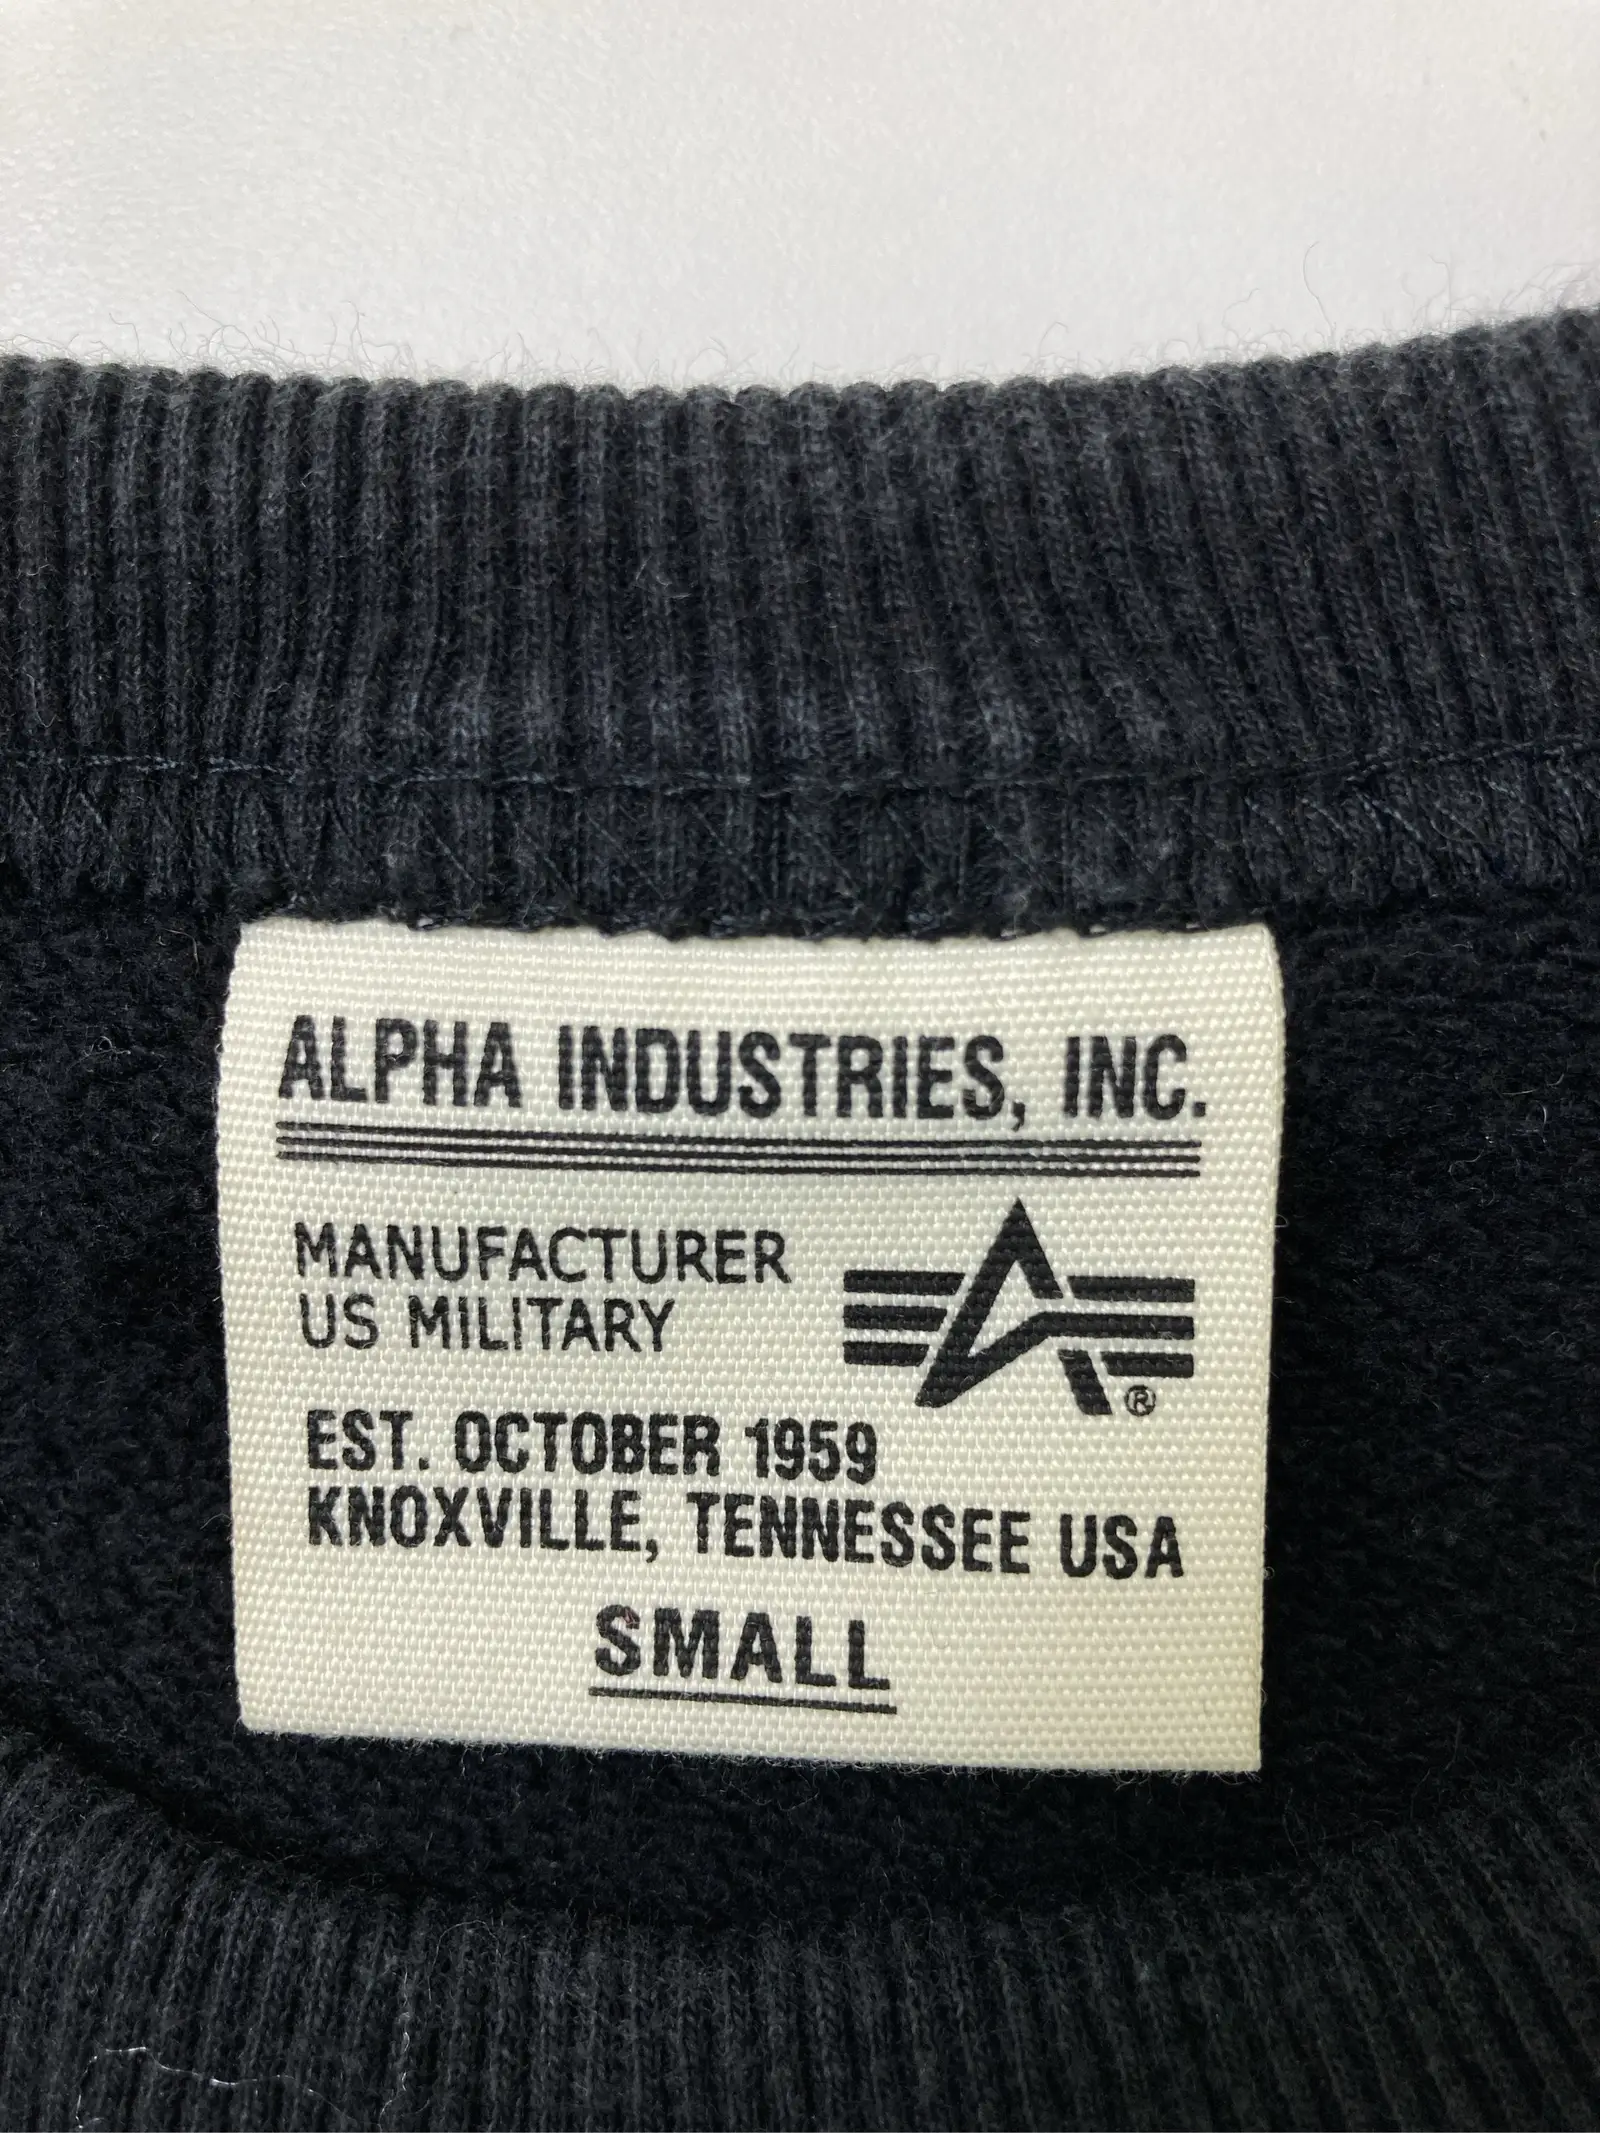 ALPHA INDUSTRIES, INC.
MANUFACTURER
US MILITARY
®
EST. OCTOBER 1959
KNOXVILLE, TENNESSEE USA
SMALL